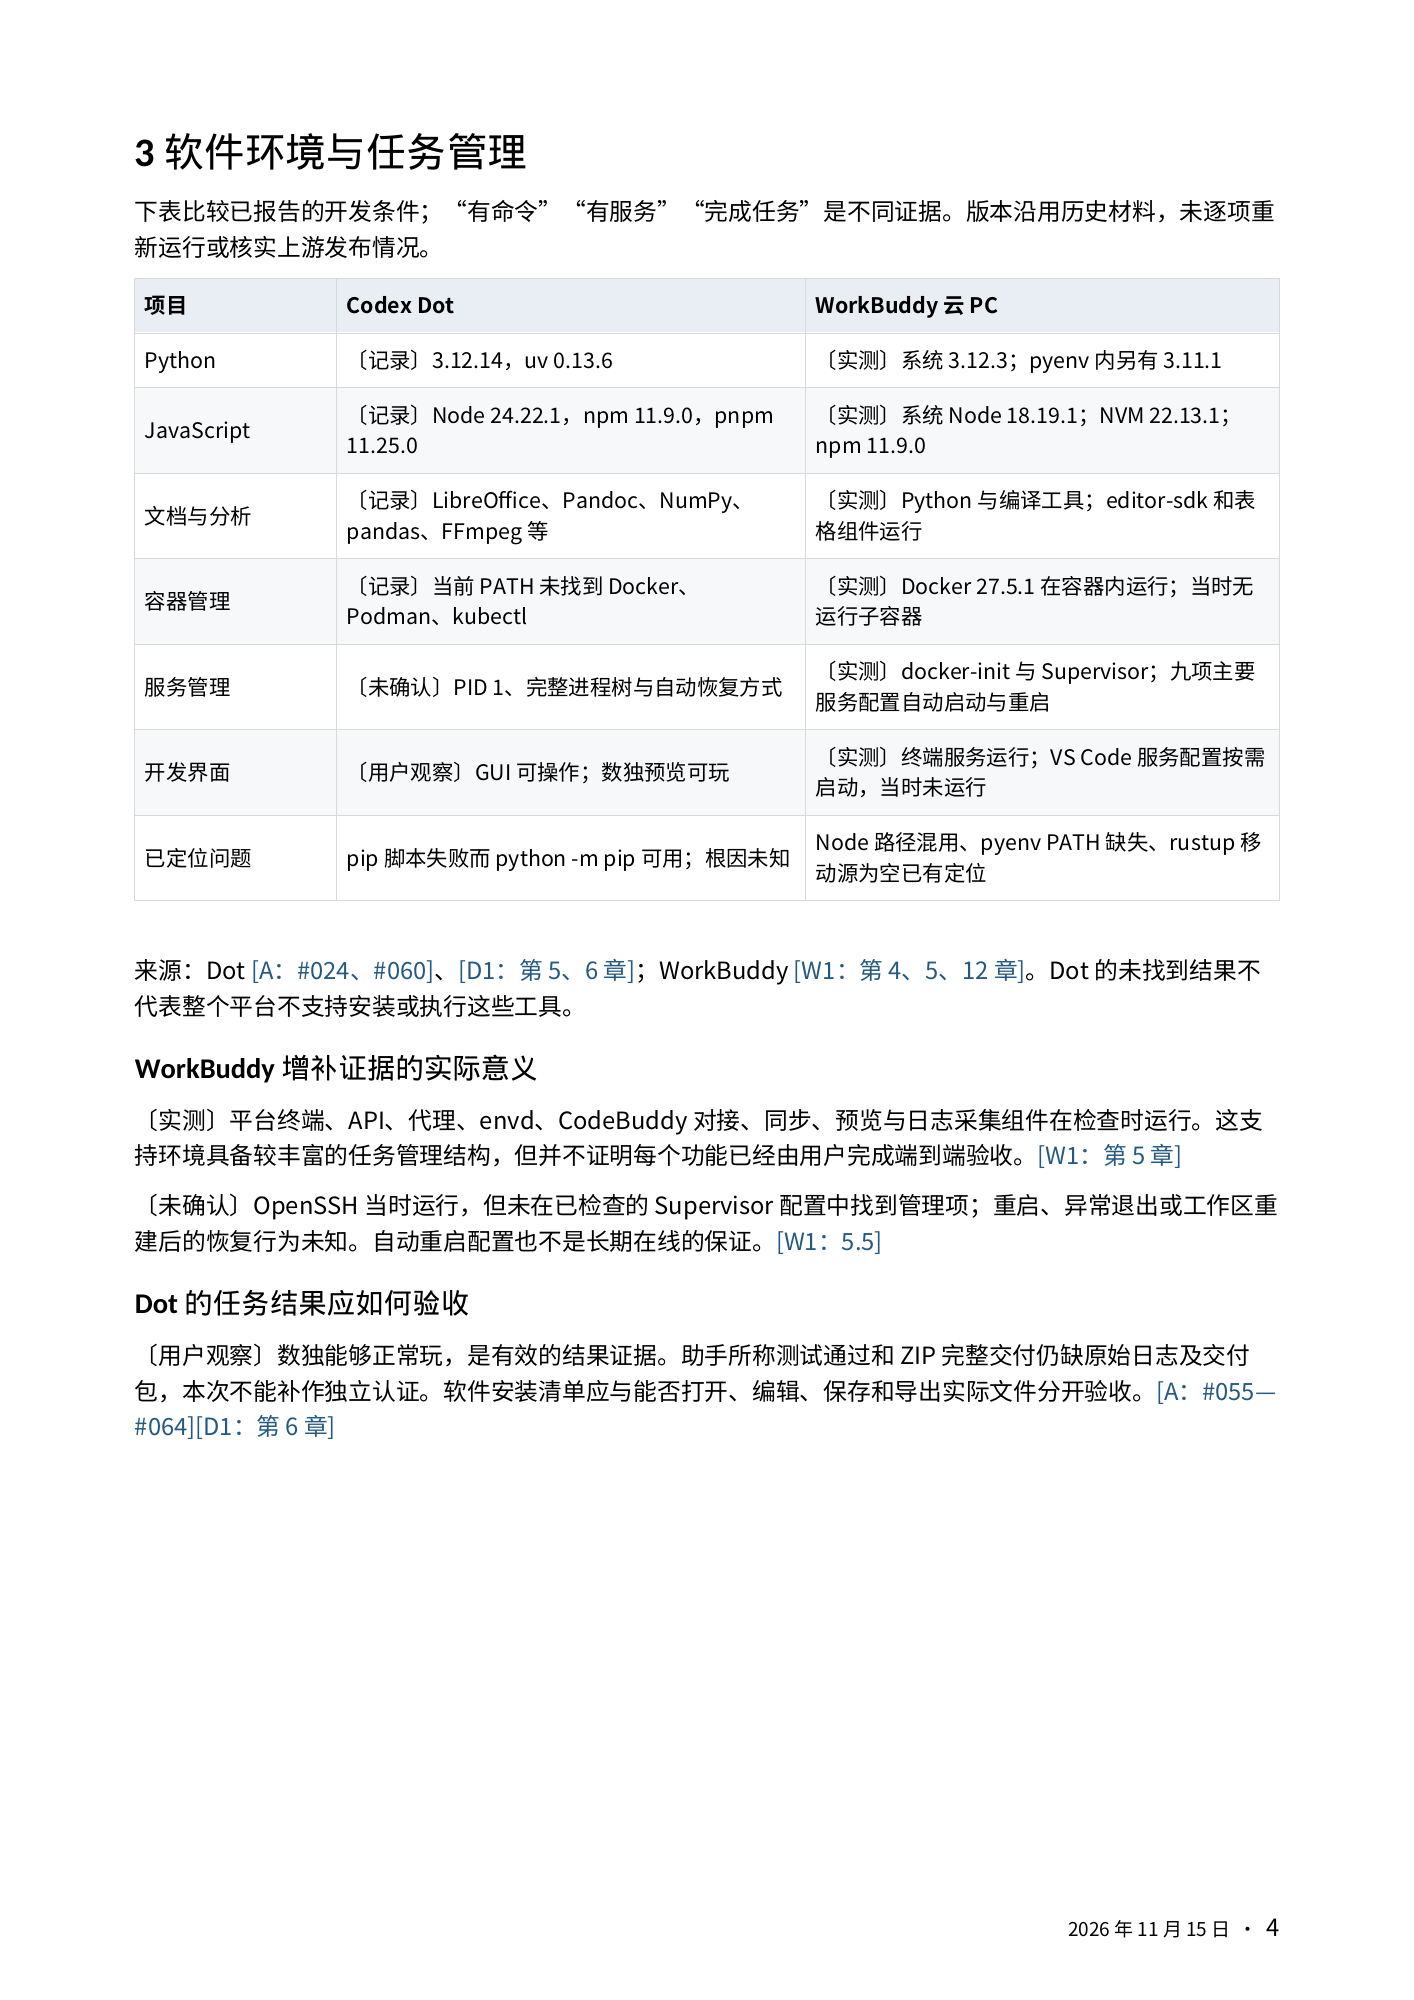 3 软件环境与任务管理
下表比较已报告的开发条件；“有命令”“有服务”“完成任务”是不同证据。版本沿用历史材料，未逐项重
新运行或核实上游发布情况。
项目 Codex Dot WorkBuddy 云 PC
Python 〔记录〕3.12.14，uv 0.13.6 〔实测〕系统 3.12.3；pyenv 内另有 3.11.1
JavaScript 〔记录〕Node 24.22.1，npm 11.9.0，pnpm
11.25.0 〔实测〕系统 Node 18.19.1；NVM 22.13.1；
npm 11.9.0
文档与分析 〔记录〕LibreOffice、Pandoc、NumPy、
pandas、FFmpeg 等 〔实测〕Python 与编译工具；editor-sdk 和表
格组件运行
容器管理 〔记录〕当前 PATH 未找到 Docker、
Podman、kubectl 〔实测〕Docker 27.5.1 在容器内运行；当时无
运行子容器
服务管理 〔未确认〕PID 1、完整进程树与自动恢复方式 〔实测〕docker-init 与 Supervisor；九项主要
服务配置自动启动与重启
开发界面 〔用户观察〕GUI 可操作；数独预览可玩 〔实测〕终端服务运行；VS Code 服务配置按需
启动，当时未运行
已定位问题 pip 脚本失败而 python -m pip 可用；根因未知 Node 路径混用、pyenv PATH 缺失、rustup 移
动源为空已有定位
来源：Dot [A：#024、#060]、[D1：第 5、6 章]；WorkBuddy [W1：第 4、5、12 章]。Dot 的未找到结果不
代表整个平台不支持安装或执行这些工具。
WorkBuddy 增补证据的实际意义
〔实测〕平台终端、API、代理、envd、CodeBuddy 对接、同步、预览与日志采集组件在检查时运行。这支
持环境具备较丰富的任务管理结构，但并不证明每个功能已经由用户完成端到端验收。[W1：第 5 章]
〔未确认〕OpenSSH 当时运行，但未在已检查的 Supervisor 配置中找到管理项；重启、异常退出或工作区重
建后的恢复行为未知。自动重启配置也不是长期在线的保证。[W1：5.5]
Dot 的任务结果应如何验收
〔用户观察〕数独能够正常玩，是有效的结果证据。助手所称测试通过和 ZIP 完整交付仍缺原始日志及交付
包，本次不能补作独立认证。软件安装清单应与能否打开、编辑、保存和导出实际文件分开验收。[A：#055—
#064][D1：第 6 章]
2026 年 11 月 15 日 · 4